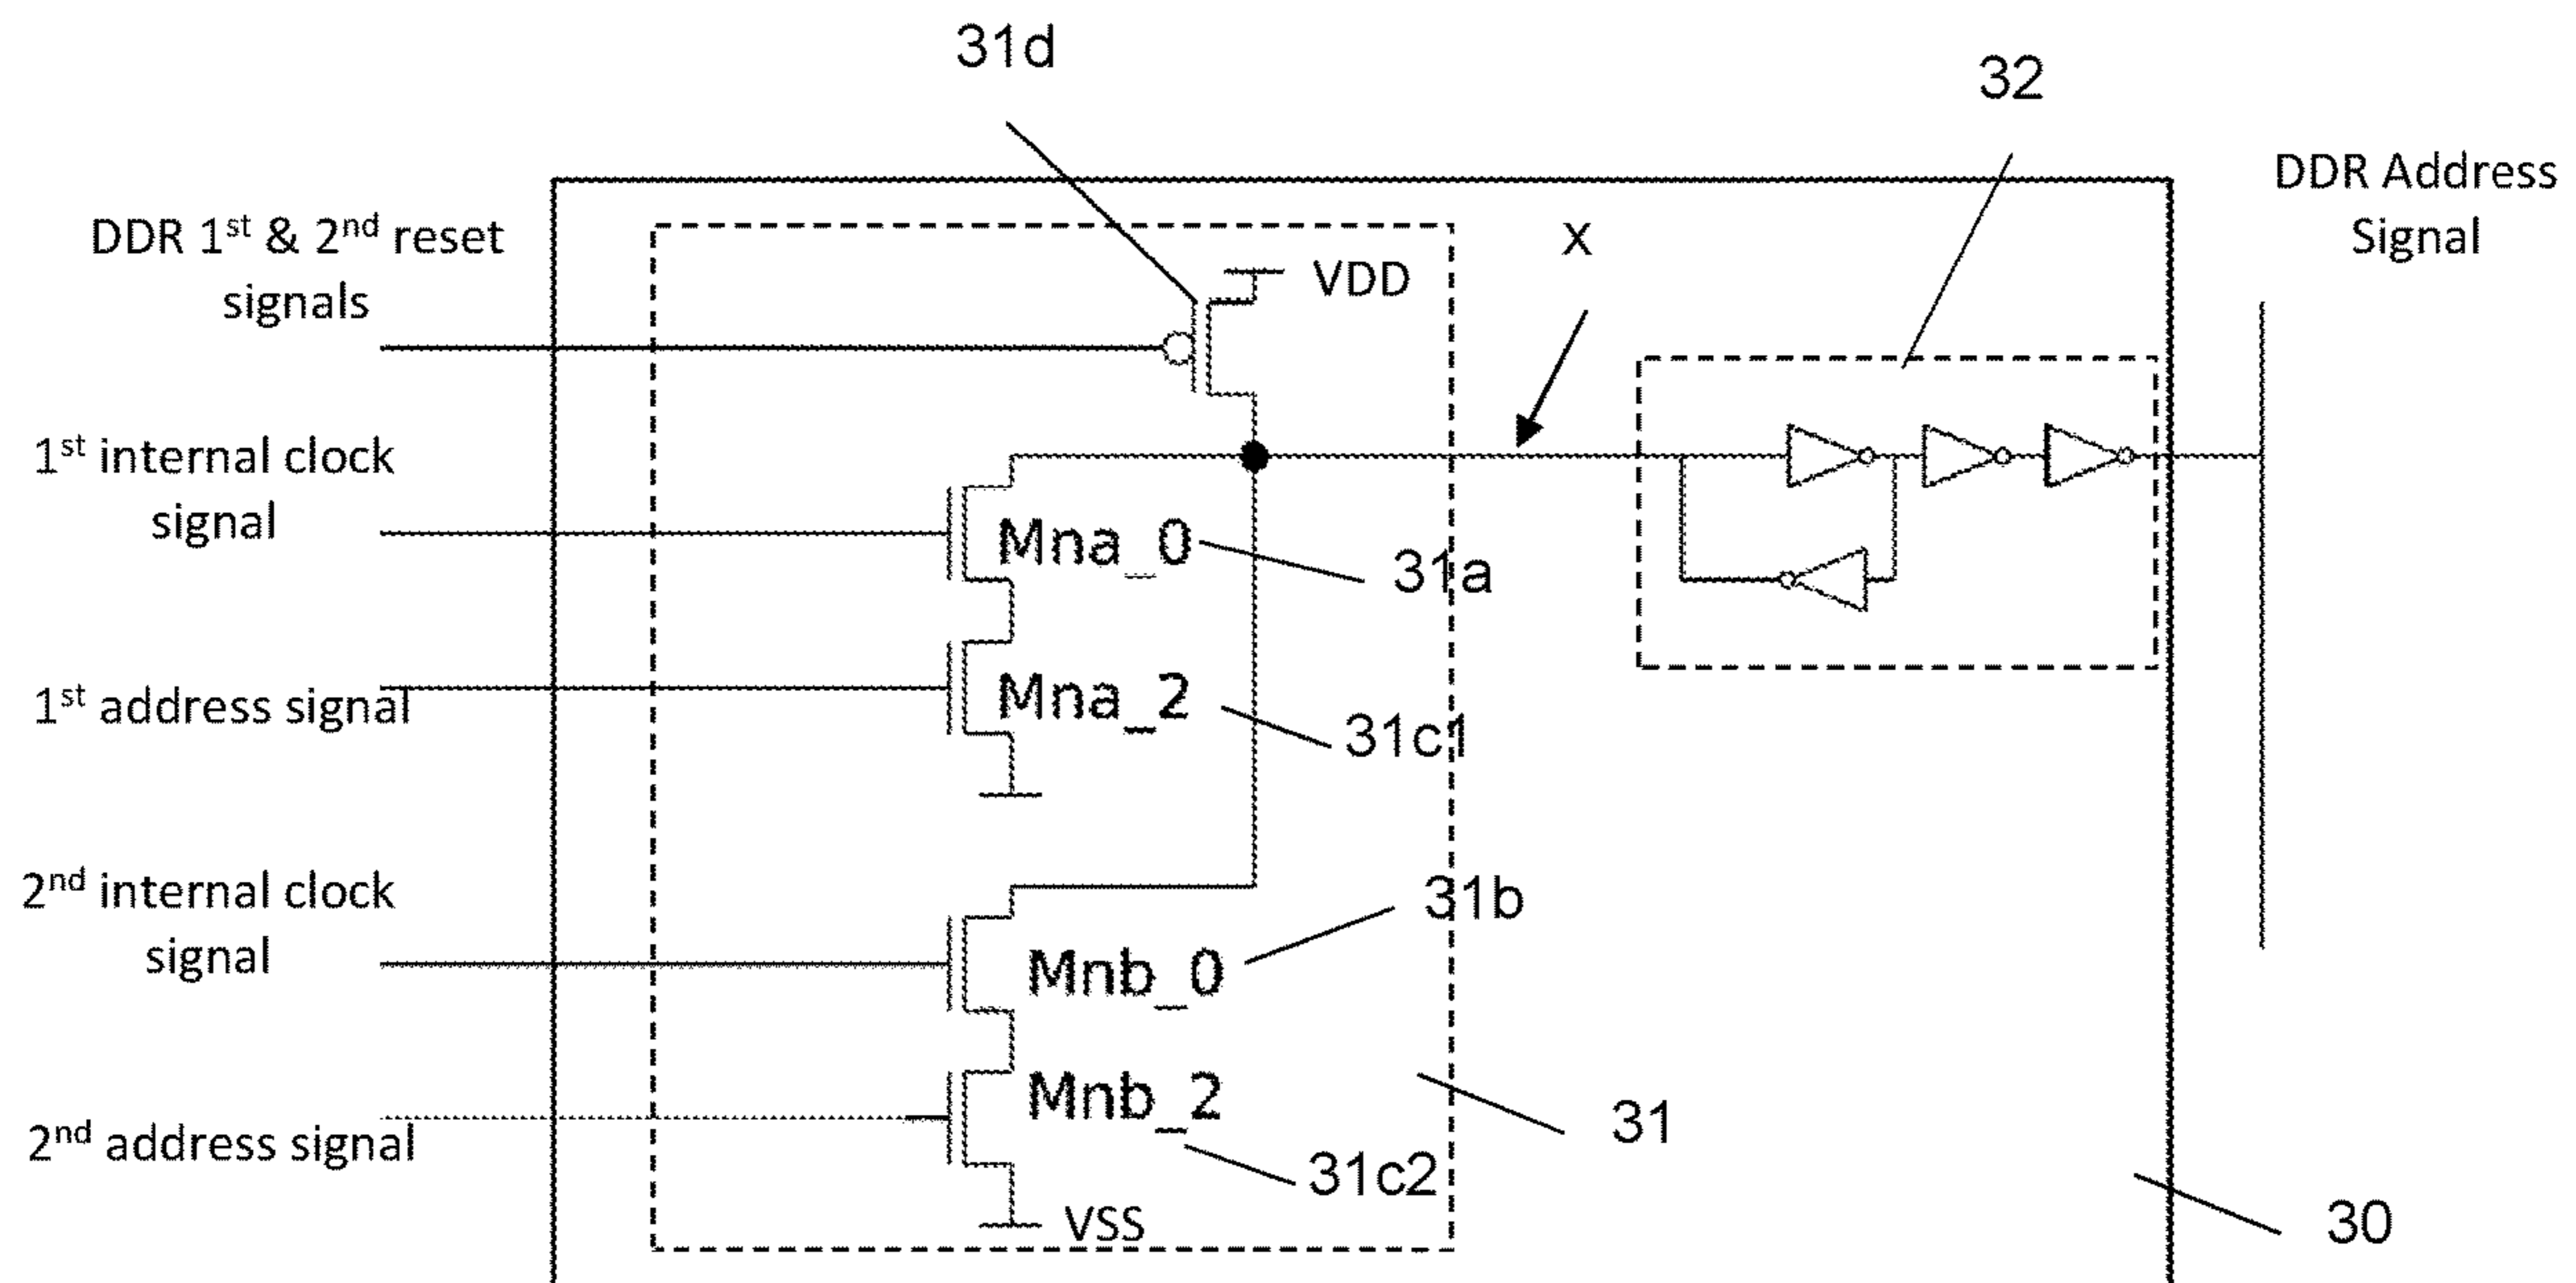 31d
32
DDR Address
Signal
DDR 1st & 2nd reset
signals
VDD
X
1st internal clock
signal
Mna_0
31a
1st address signal
Mna_2
31c1
2nd internal clock
signal
31b
Mnb_0
Mnb_2
31
2nd address signal
31c2
VSS
30